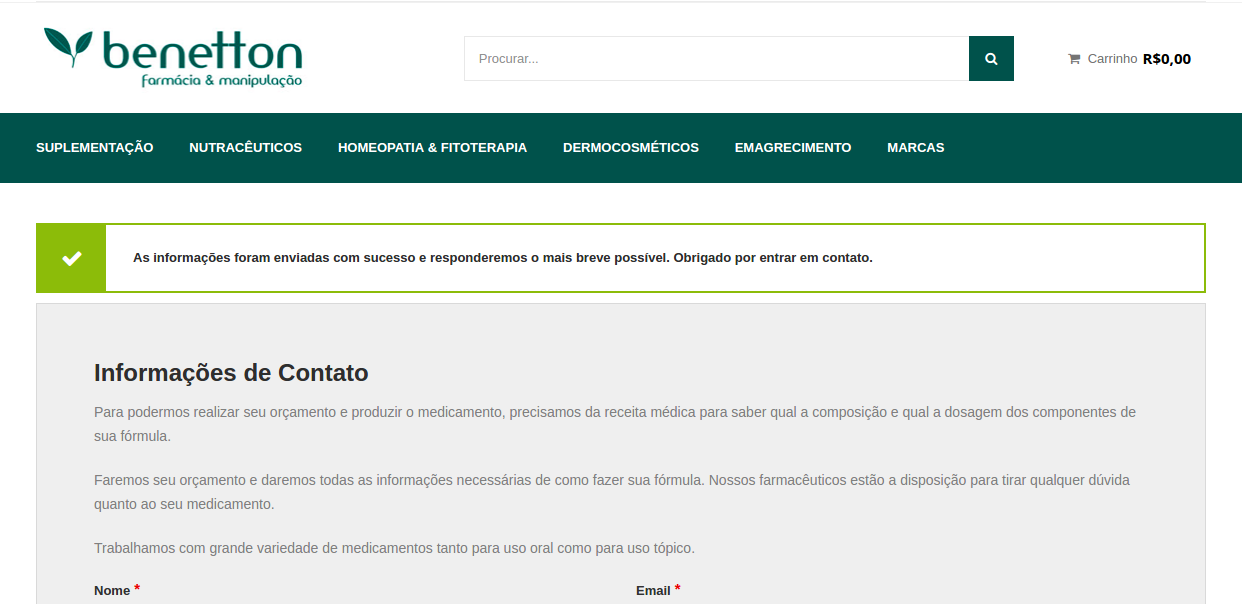 benetton
farmácia & manipulação
Procurar...
Carrinho R$0,00
SUPLEMENTAÇÃO NUTRACÊUTICOS HOMEOPATIA & FITOTERAPIA DERMOCOSMÉTICOS EMAGRECIMENTO MARCAS
As informações foram enviadas com sucesso e responderemos o mais breve possível. Obrigado por entrar em contato.
Informações de Contato
Para podermos realizar seu orçamento e produzir o medicamento, precisamos da receita médica para saber qual a composição e qual a dosagem dos componentes de
sua fórmula.
Faremos seu orçamento e daremos todas as informações necessárias de como fazer sua fórmula. Nossos farmacêuticos estão a disposição para tirar qualquer dúvida
quanto ao seu medicamento.
Trabalhamos com grande variedade de medicamentos tanto para uso oral como para uso tópico.
Nome * Email *